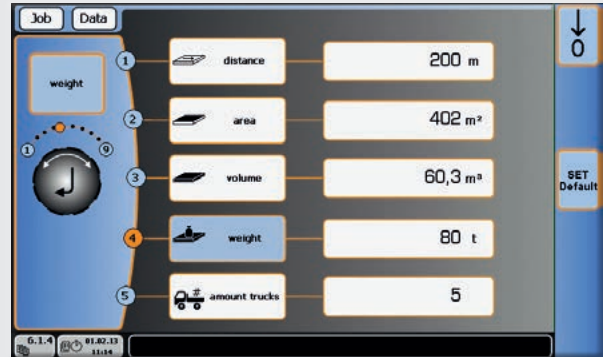 Job Data
↓
0
weight
1 9
1 distance 200 m
2 area 402 m²
3 volume 60,3 m³
4 weight 80 t
5 # amount trucks 5
SET
Default
6.1.4
01.02.13
11:14